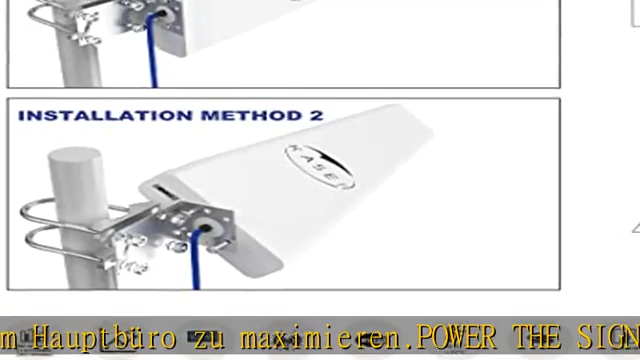 INSTALLATION METHOD 2
KASER
m Hauptbüro zu maximieren.POWER THE SIGN